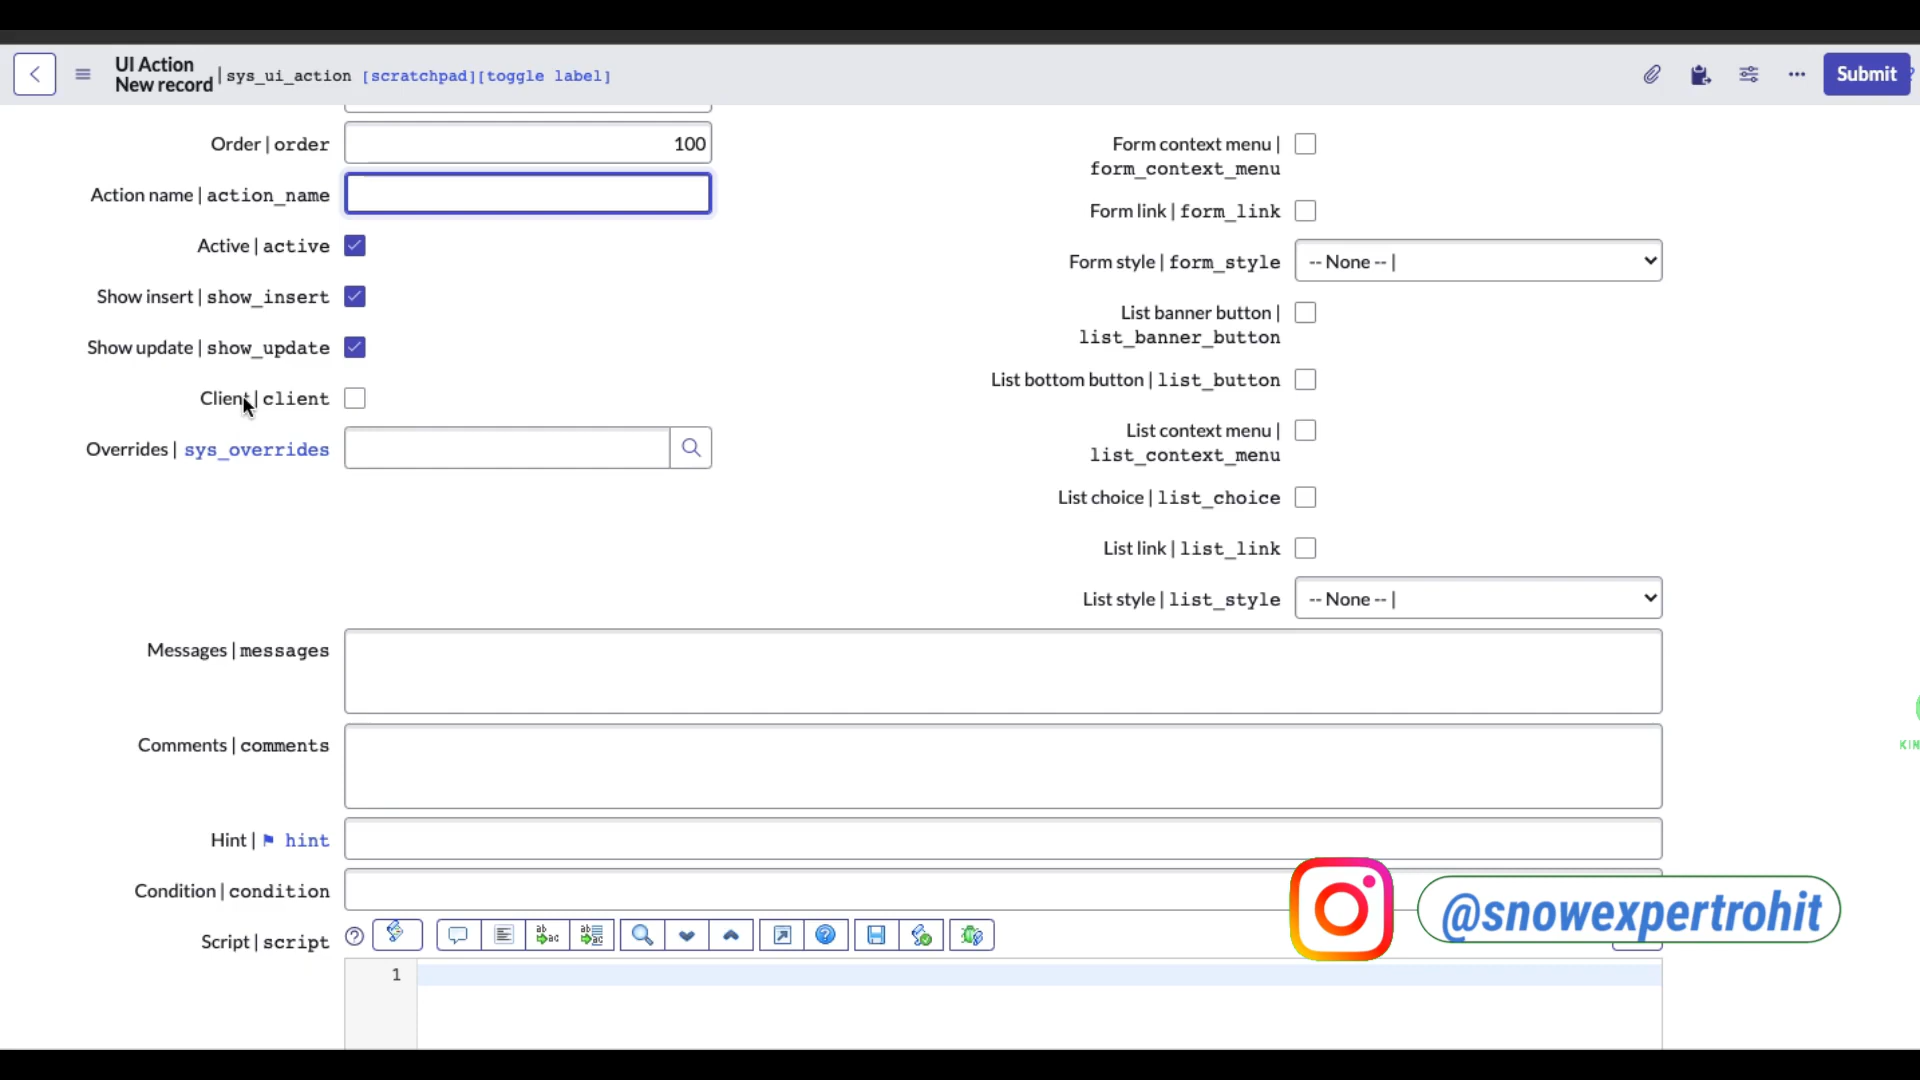 UI Action
New record | sys_ui_action [scratchpad][toggle label]
Submit
Order | order
100
Action name | action_name
Active | active
Show insert | show_insert
Show update | show_update
Client | client
Overrides | sys_overrides
Form context menu |
form_context_menu
Form link | form_link
Form style | form_style
-- None -- |
List banner button |
list_banner_button
List bottom button | list_button
List context menu |
list_context_menu
List choice | list_choice
List link | list_link
List style | list_style
-- None -- |
Messages | messages
Comments | comments
Hint | hint
Condition | condition
Script | script
1
@snowexpertrohit